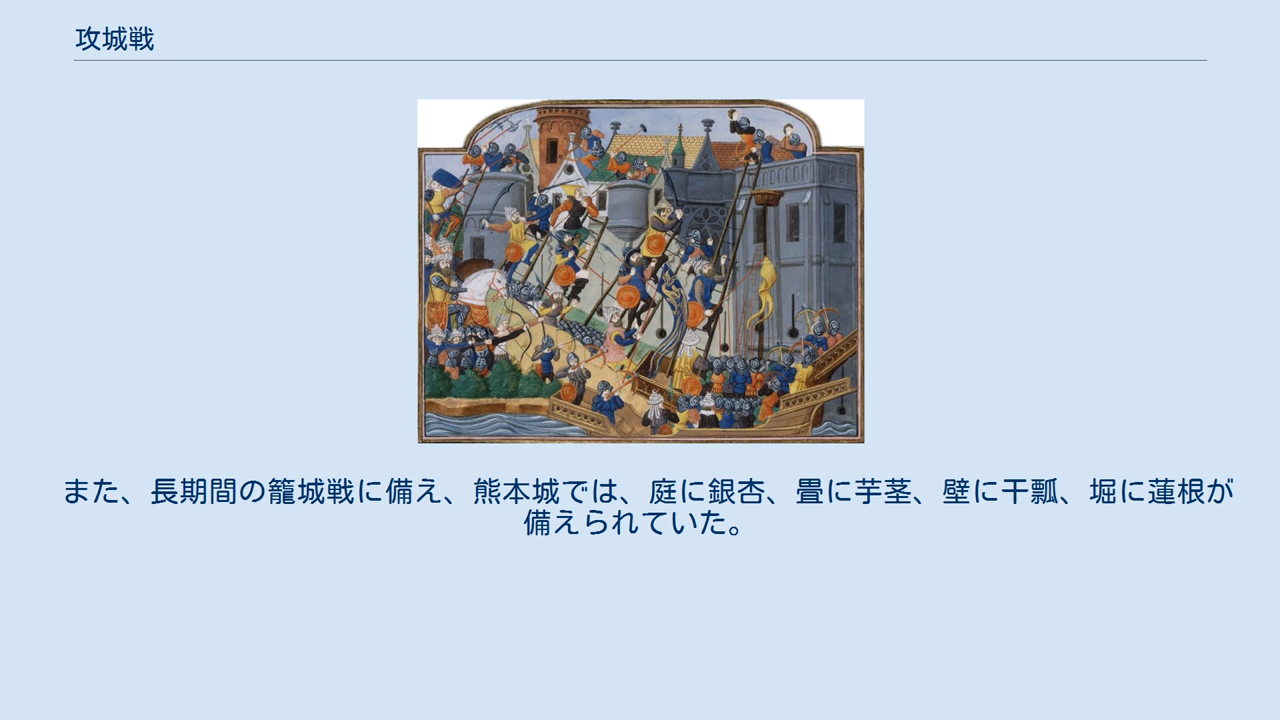 攻城戦
また、長期間の籠城戦に備え、熊本城では、庭に銀杏、畳に芋茎、壁に干瓢、堀に蓮根が
備えられていた。